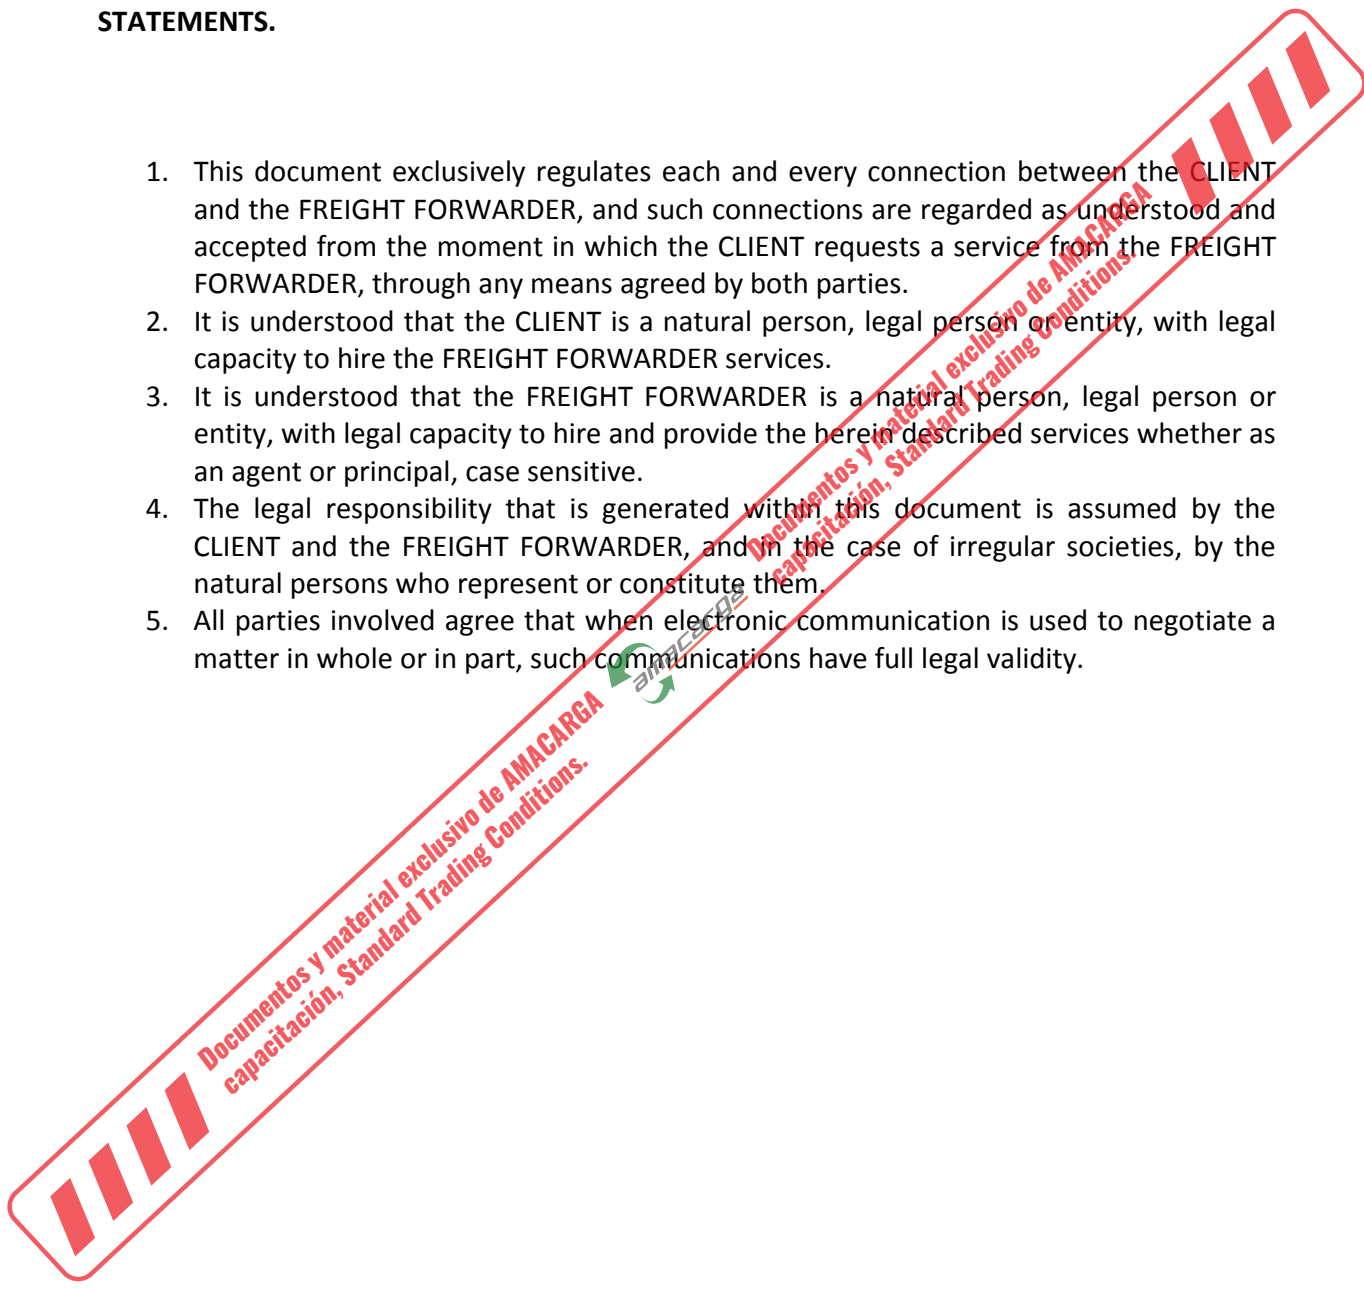 STATEMENTS.
1. This document exclusively regulates each and every connection between the CLIENT
and the FREIGHT FORWARDER, and such connections are regarded as understood and
accepted from the moment in which the CLIENT requests a service from the FREIGHT
FORWARDER, through any means agreed by both parties.
2. It is understood that the CLIENT is a natural person, legal person or entity, with legal
capacity to hire the FREIGHT FORWARDER services.
3. It is understood that the FREIGHT FORWARDER is a natural person, legal person or
entity, with legal capacity to hire and provide the herein described services whether as
an agent or principal, case sensitive.
4. The legal responsibility that is generated within this document is assumed by the
CLIENT and the FREIGHT FORWARDER, and in the case of irregular societies, by the
natural persons who represent or constitute them.
5. All parties involved agree that when electronic communication is used to negotiate a
matter in whole or in part, such communications have full legal validity.
Documentos y material exclusivo de AMACARGA
capacitación, Standard Trading Conditions.
amacarga
Documentos y material exclusivo de AMACARGA
capacitación, Standard Trading Conditions.